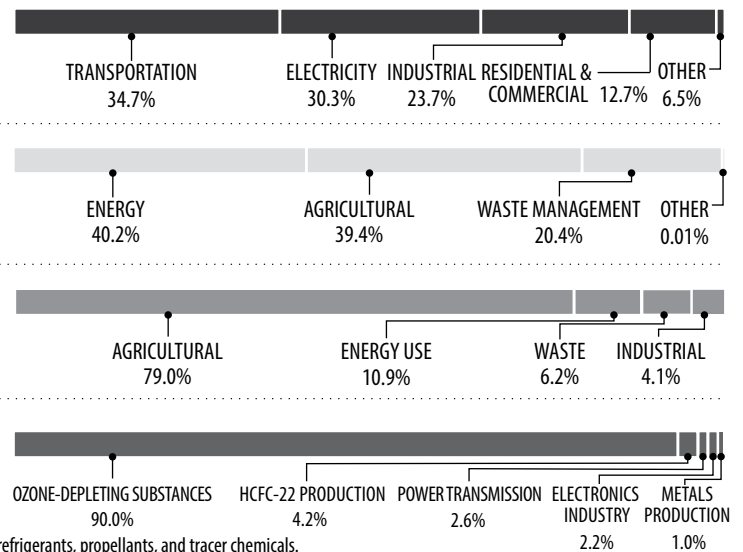 TRANSPORTATION
34.7%
ELECTRICITY
30.3%
INDUSTRIAL
23.7%
RESIDENTIAL &
COMMERCIAL 12.7%
OTHER
6.5%
ENERGY
40.2%
AGRICULTURAL
39.4%
WASTE MANAGEMENT
20.4%
OTHER
0.01%
AGRICULTURAL
79.0%
ENERGY USE
10.9%
WASTE
6.2%
INDUSTRIAL
4.1%
OZONE-DEPLETING SUBSTANCES
90.0%
HCFC-22 PRODUCTION
4.2%
POWER TRANSMISSION
2.6%
ELECTRONICS
INDUSTRY
2.2%
METALS
PRODUCTION
1.0%
refrigerants, propellants, and tracer chemicals.